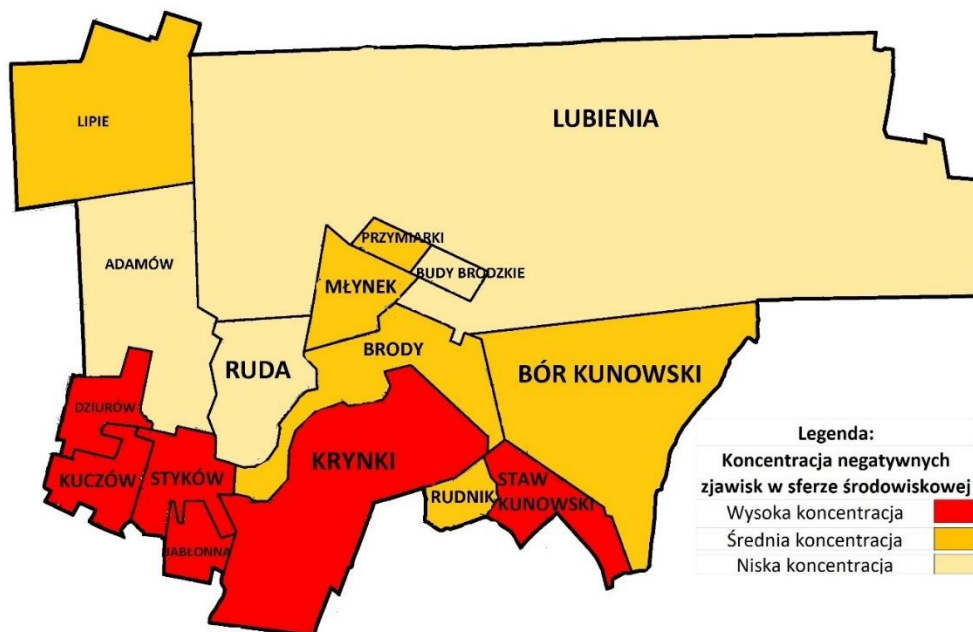 LIPIE
LUBIENIA
ADAMÓW
PRZYMIARKI
BUDY BRODZKIE
MŁYNEK
RUDA
BRODY
BÓR KUNOWSKI
DZIURÓW
KUCZÓW
STYKÓW
JABŁONNA
KRYNKI
RUDNIK
STAW
KUNOWSKI
Legenda:
Koncentracja negatywnych
zjawisk w sferze środowiskowej
Wysoka koncentracja
Średnia koncentracja
Niska koncentracja